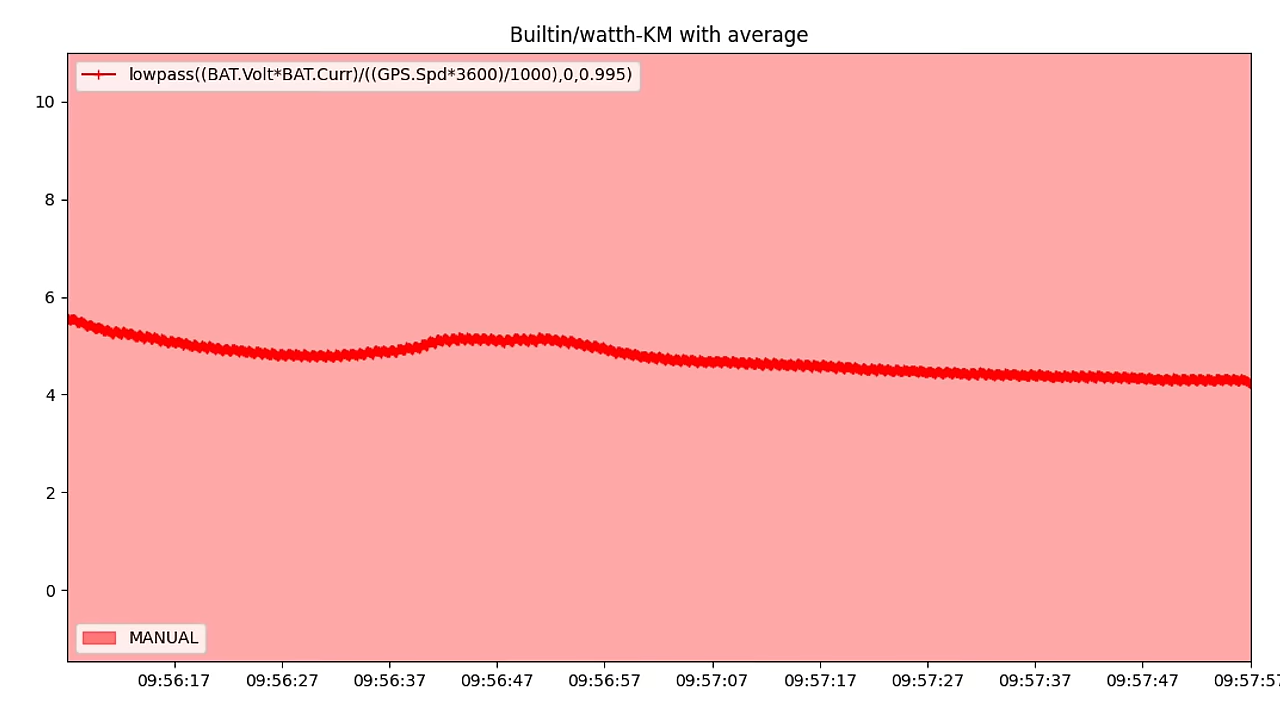 Builtin/watth-KM with average
lowpass((BAT.Volt*BAT.Curr)/((GPS.Spd*3600)/1000),0,0.995)
10
8
6
4
2
0
MANUAL
09:56:17 09:56:27 09:56:37 09:56:47 09:56:57 09:57:07 09:57:17 09:57:27 09:57:37 09:57:47 09:57:57